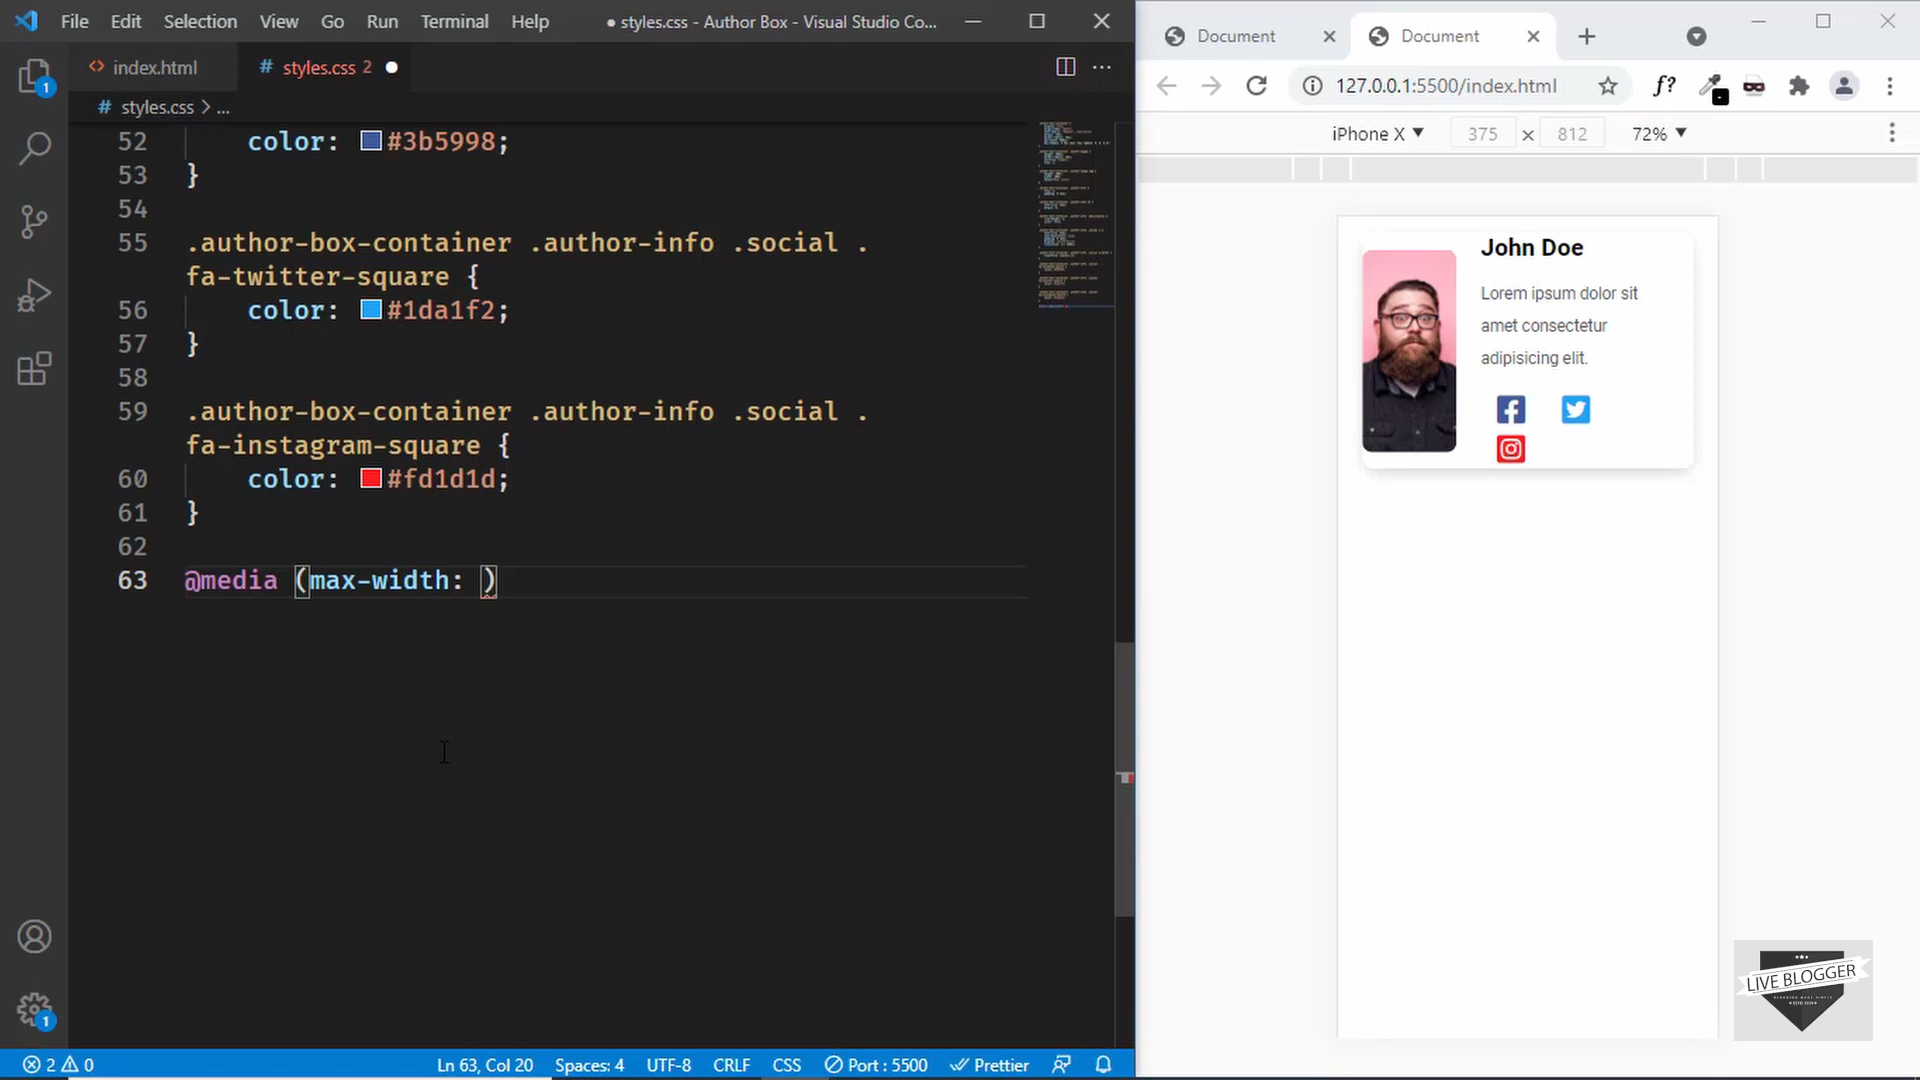 File Edit Selection View Go Run Terminal Help ● styles.css - Author Box - Visual Studio Co...
index.html
# styles.css 2
# styles.css > ...
52 color: #3b5998;
53 }
54
55 .author-box-container .author-info .social .
fa-twitter-square {
56 color: #1da1f2;
57 }
58
59 .author-box-container .author-info .social .
fa-instagram-square {
60 color: #fd1d1d;
61 }
62
63 @media (max-width: )
1
1
2 0 Ln 63, Col 20 Spaces: 4 UTF-8 CRLF CSS Port : 5500 Prettier
Document Document
127.0.0.1:5500/index.html f?
iPhone X 375 x 812 72%
John Doe
Lorem ipsum dolor sit
amet consectetur
adipisicing elit.
LIVE BLOGGER